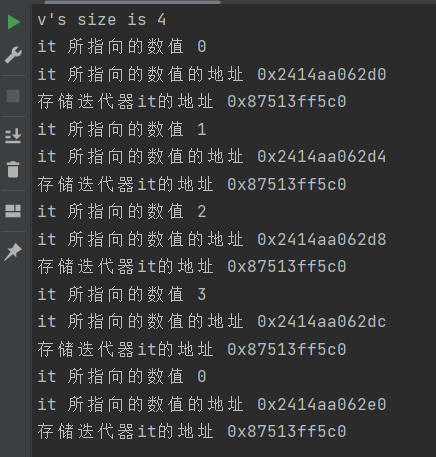 v's size is 4
it 所指向的数值 0
it 所指向的数值的地址 0x2414aa062d0
存储迭代器it的地址 0x87513ff5c0
it 所指向的数值 1
it 所指向的数值的地址 0x2414aa062d4
存储迭代器it的地址 0x87513ff5c0
it 所指向的数值 2
it 所指向的数值的地址 0x2414aa062d8
存储迭代器it的地址 0x87513ff5c0
it 所指向的数值 3
it 所指向的数值的地址 0x2414aa062dc
存储迭代器it的地址 0x87513ff5c0
it 所指向的数值 0
it 所指向的数值的地址 0x2414aa062e0
存储迭代器it的地址 0x87513ff5c0